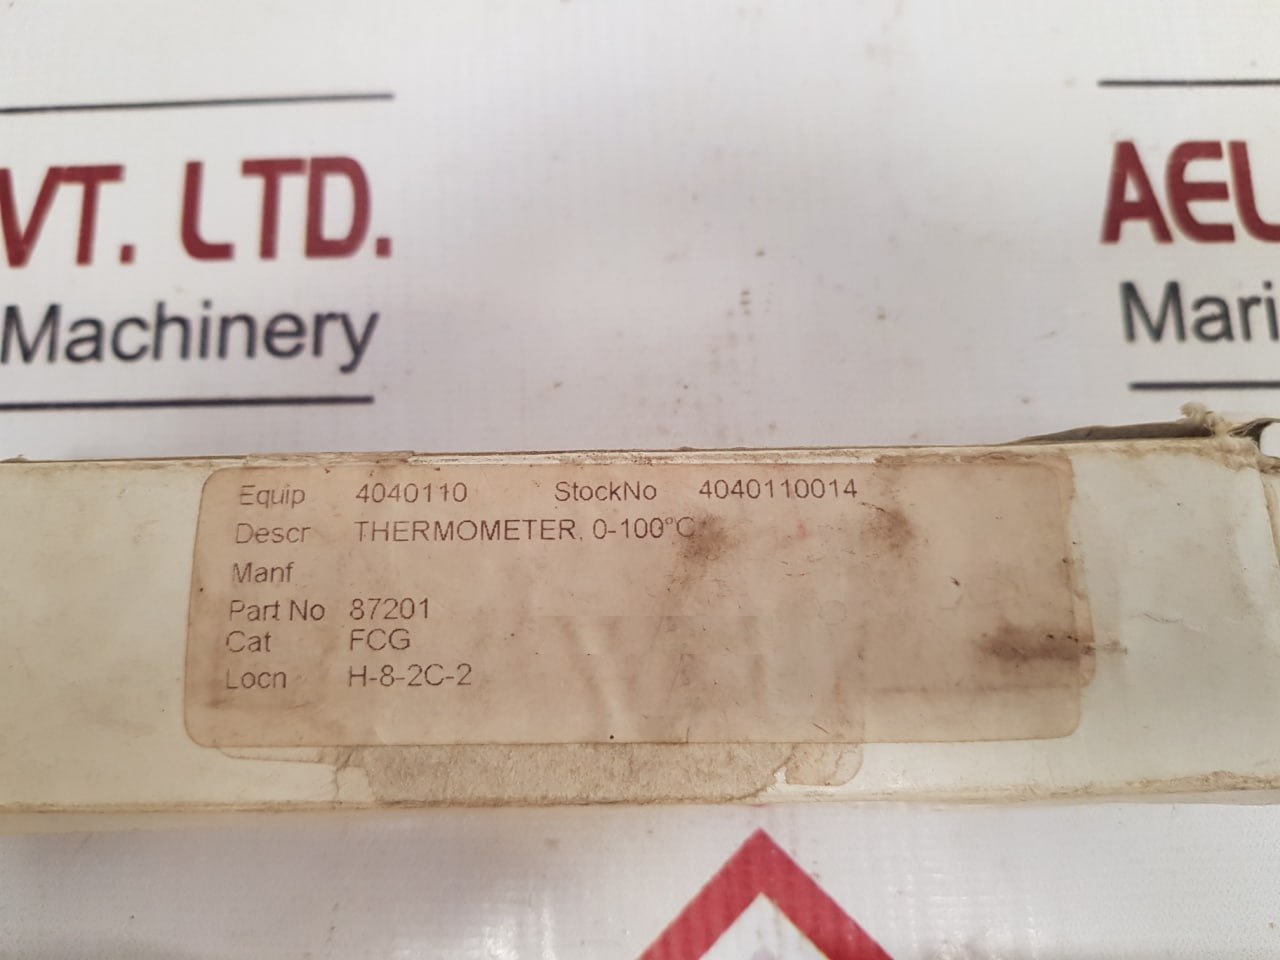 VT. LTD.
Machinery
AEL
Mari
Equip 4040110 StockNo 4040110014
Descr THERMOMETER, 0-100°C
Manf
Part No 87201
Cat FCG
Locn H-8-2C-2